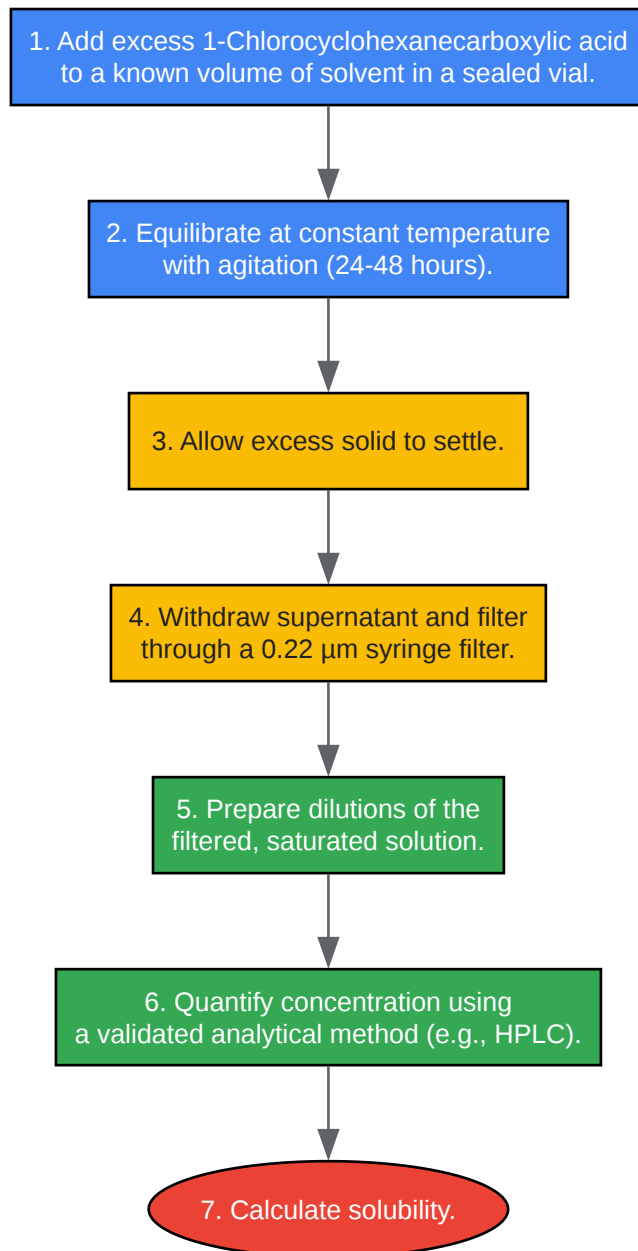 1. Add excess 1-Chlorocyclohexanecarboxylic acid
to a known volume of solvent in a sealed vial.
2. Equilibrate at constant temperature
with agitation (24-48 hours).
3. Allow excess solid to settle.
4. Withdraw supernatant and filter
through a 0.22 µm syringe filter.
5. Prepare dilutions of the
filtered, saturated solution.
6. Quantify concentration using
a validated analytical method (e.g., HPLC).
7. Calculate solubility.